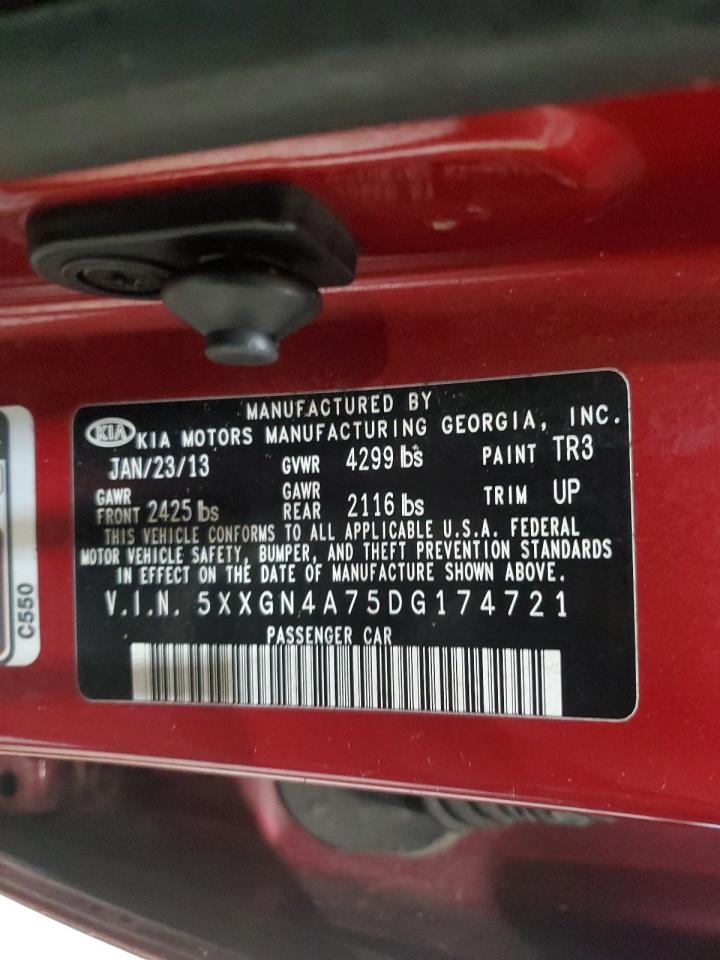 MANUFACTURED BY
KIA KIA MOTORS MANUFACTURING GEORGIA, INC.
JAN/23/13 GVWR 4299 lbs PAINT TR3
GAWR FRONT 2425 lbs GAWR REAR 2116 lbs TRIM UP
THIS VEHICLE CONFORMS TO ALL APPLICABLE U.S.A. FEDERAL
MOTOR VEHICLE SAFETY, BUMPER, AND THEFT PREVENTION STANDARDS
IN EFFECT ON THE DATE OF MANUFACTURE SHOWN ABOVE.
V.I.N. 5XXGN4A75DG174721
PASSENGER CAR
C550